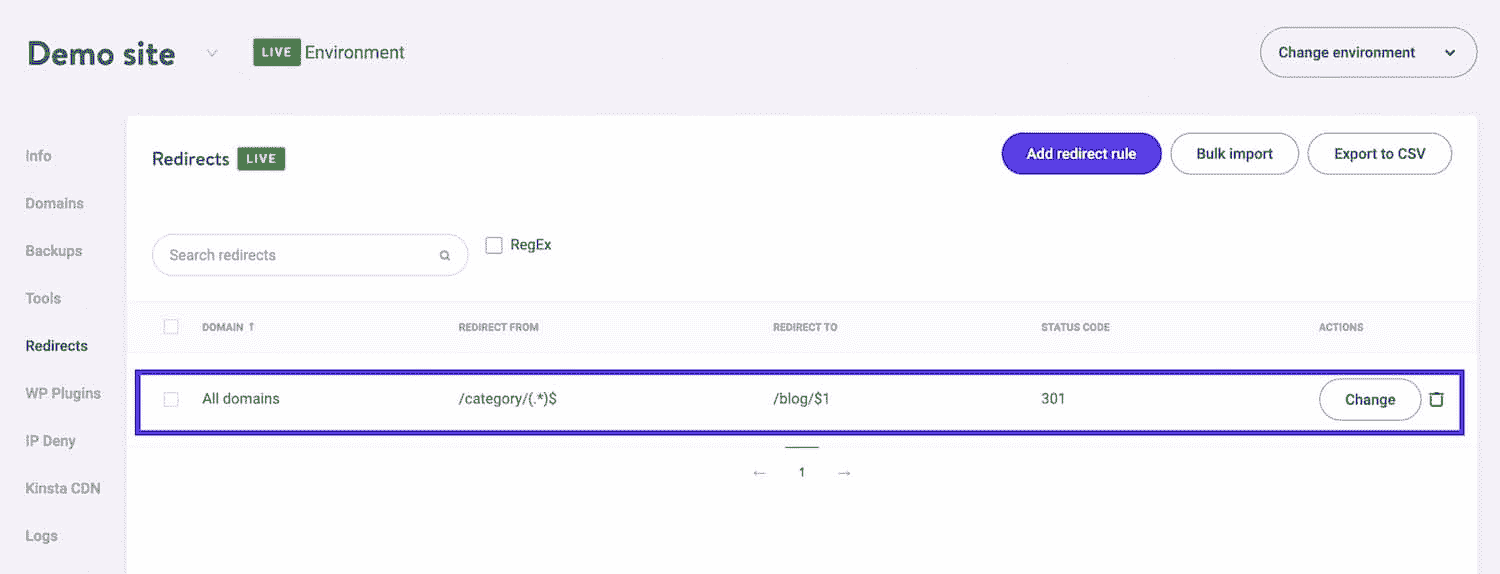 Demo site LIVE Environment Change environment
Info
Domains
Backups
Tools
Redirects
WP Plugins
IP Deny
Kinsta CDN
Logs
Redirects LIVE Add redirect rule Bulk import Export to CSV
Search redirects RegEx
DOMAIN ↑ REDIRECT FROM REDIRECT TO STATUS CODE ACTIONS
All domains /category/(.*)$ /blog/$1 301 Change
← 1 →